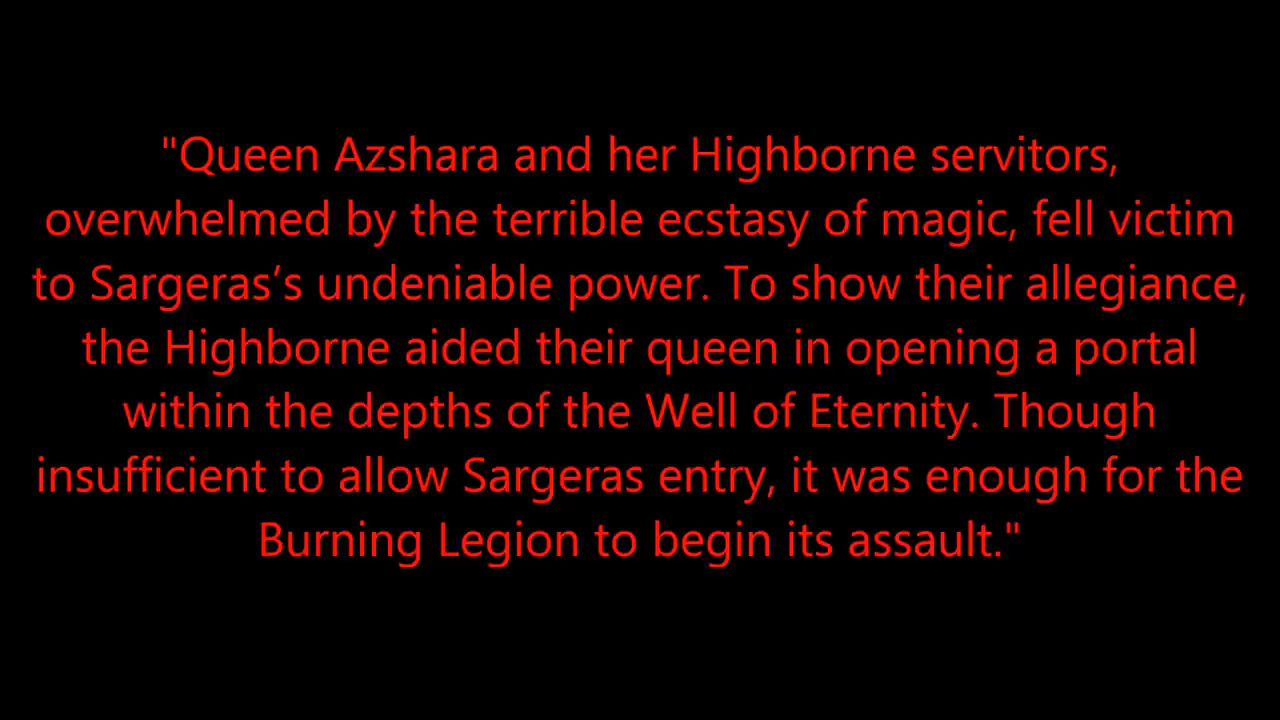 "Queen Azshara and her Highborne servitors,
overwhelmed by the terrible ecstasy of magic, fell victim
to Sargeras’s undeniable power. To show their allegiance,
the Highborne aided their queen in opening a portal
within the depths of the Well of Eternity. Though
insufficient to allow Sargeras entry, it was enough for the
Burning Legion to begin its assault."